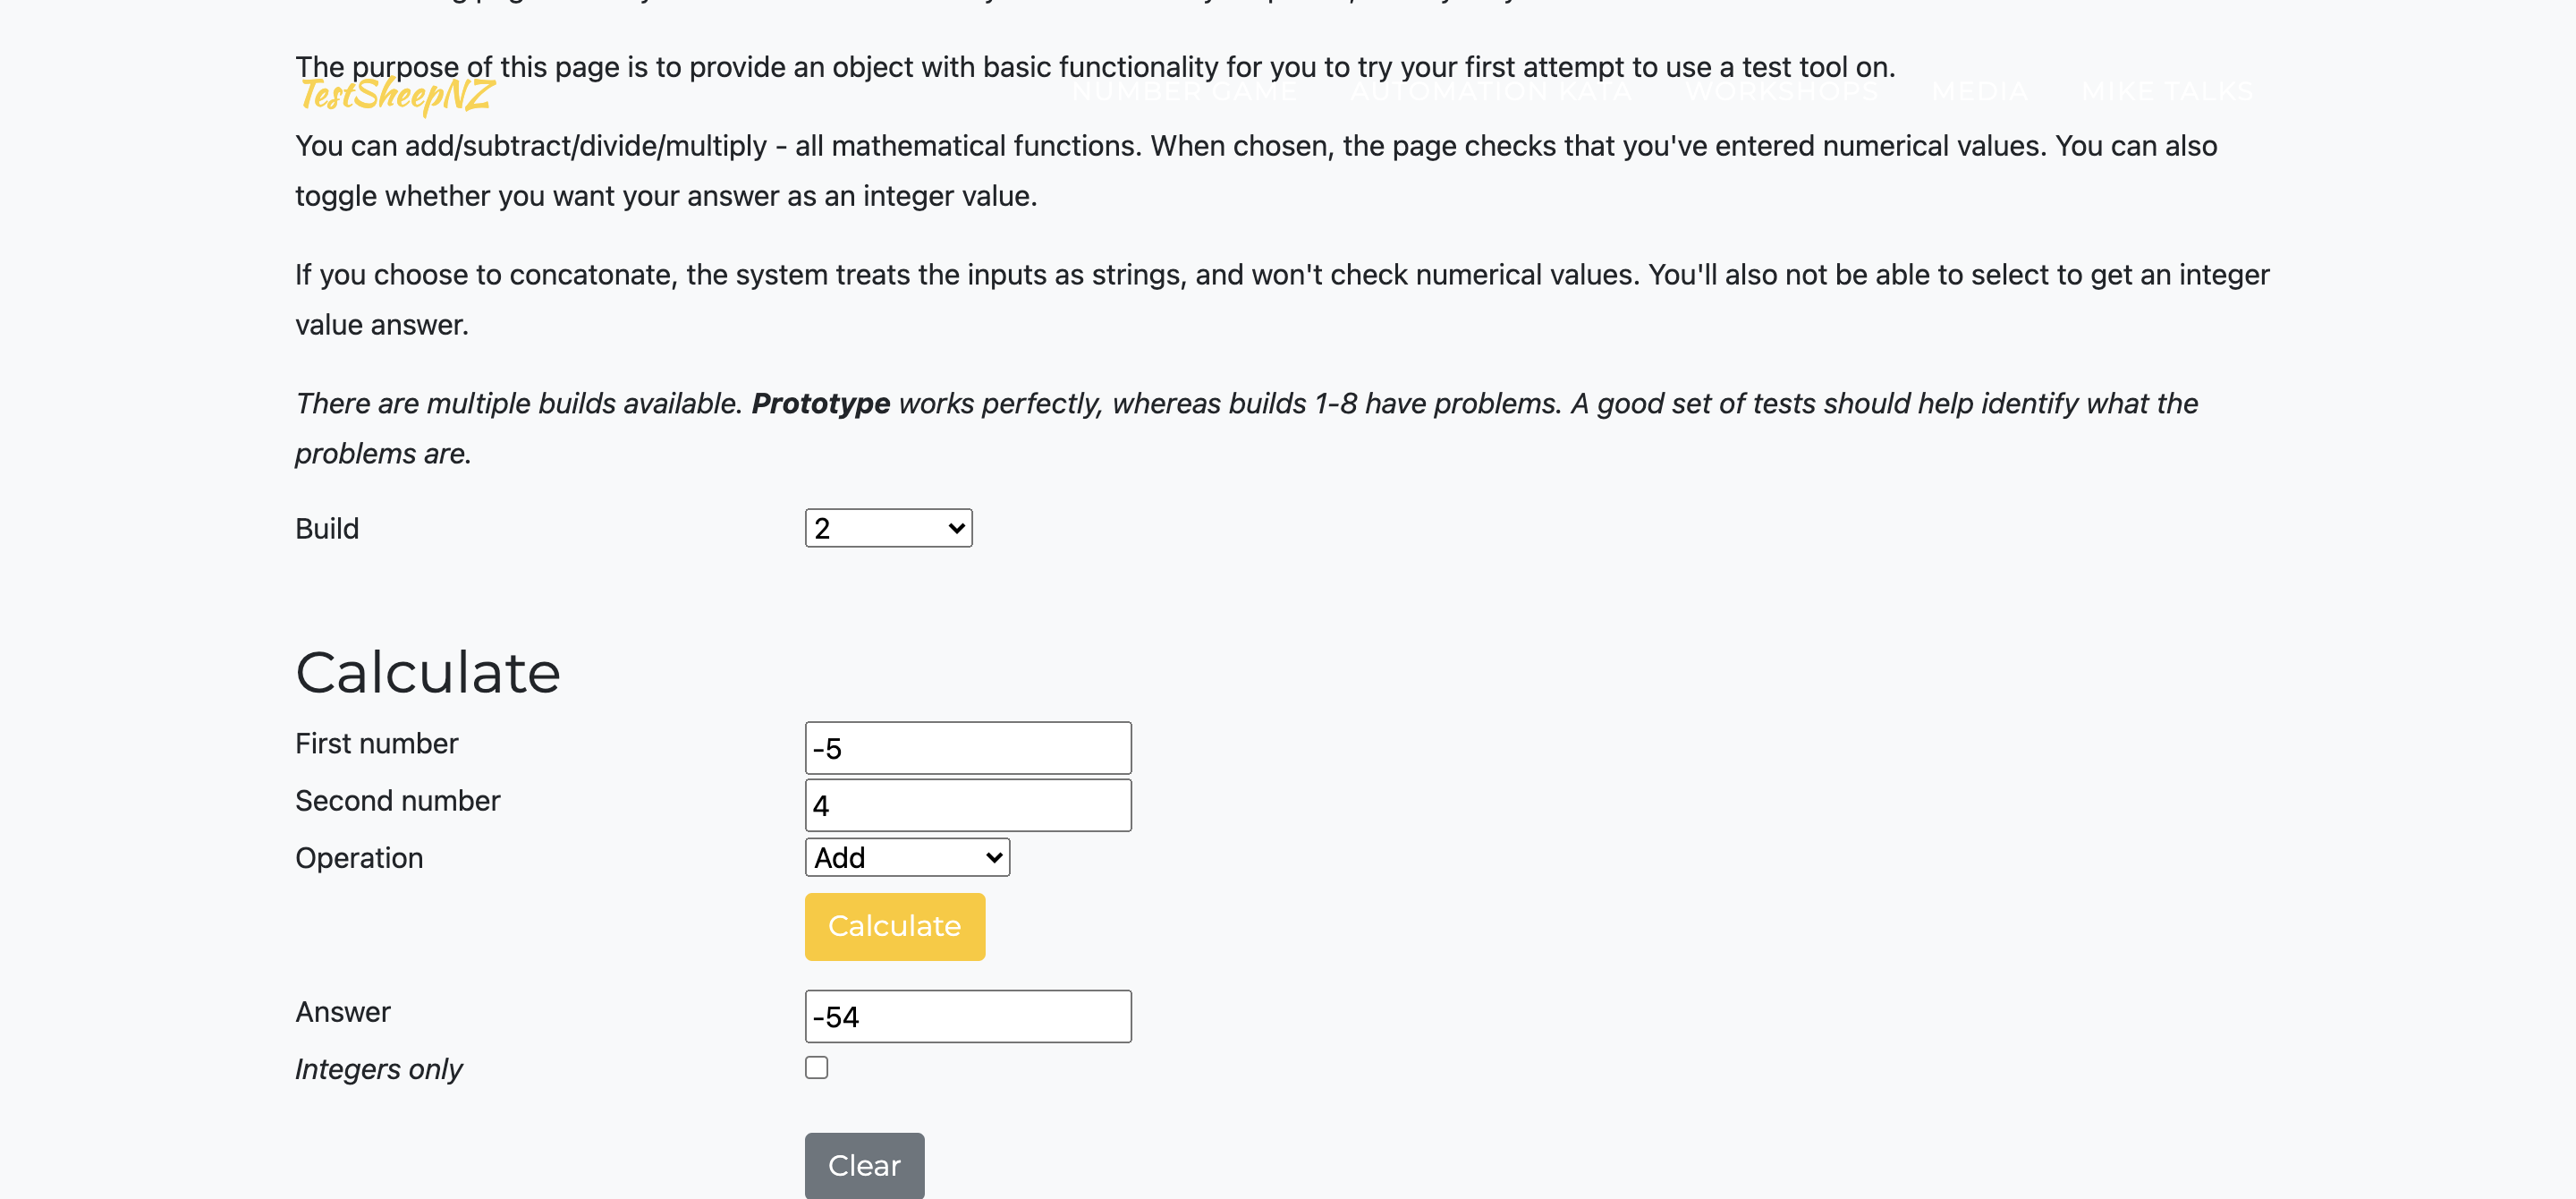 The purpose of this page is to provide an object with basic functionality for you to try your first attempt to use a test tool on.
TestSheepNZ
NUMBER GAME AUTOMATION KATA WORKSHOPS MEDIA MIKE TALKS
You can add/subtract/divide/multiply - all mathematical functions. When chosen, the page checks that you've entered numerical values. You can also
toggle whether you want your answer as an integer value.
If you choose to concatonate, the system treats the inputs as strings, and won't check numerical values. You'll also not be able to select to get an integer
value answer.
There are multiple builds available. Prototype works perfectly, whereas builds 1-8 have problems. A good set of tests should help identify what the
problems are.
Build 2
Calculate
First number -5
Second number 4
Operation Add
Calculate
Answer -54
Integers only
Clear